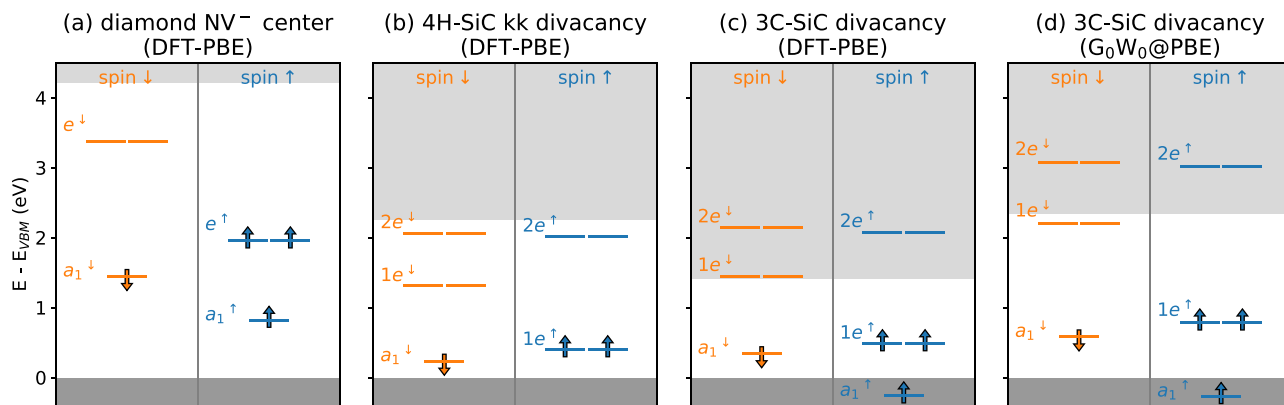 (a) diamond NV⁻ center
(DFT-PBE)
(b) 4H-SiC kk divacancy
(DFT-PBE)
(c) 3C-SiC divacancy
(DFT-PBE)
(d) 3C-SiC divacancy
(G₀W₀@PBE)
E - E_VBM (eV)
4
3
2
1
0
spin ↓
spin ↑
e↓
e↑
a₁↓
a₁↑
spin ↓
spin ↑
2e↓
2e↑
1e↓
1e↑
a₁↓
spin ↓
spin ↑
2e↓
2e↑
1e↓
1e↑
a₁↓
a₁↑
spin ↓
spin ↑
2e↓
2e↑
1e↓
1e↑
a₁↓
a₁↑